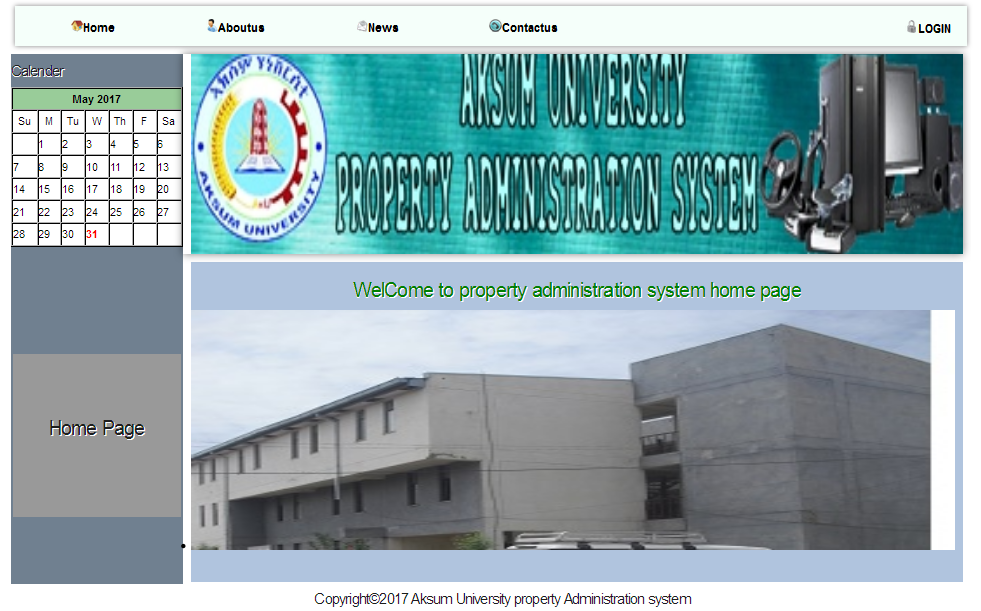 Home Aboutus News Contactus LOGIN
Calender
May 2017
Su M Tu W Th F Sa
1 2 3 4 5 6
7 8 9 10 11 12 13
14 15 16 17 18 19 20
21 22 23 24 25 26 27
28 29 30 31
Home Page
አክሱም ዩኒቨርሲቲ
AKSUM UNIVERSITY
AKSUM UNIVERSITY
PROPERTY ADMINISTRATION SYSTEM
WelCome to property administration system home page
Copyright©2017 Aksum University property Administration system